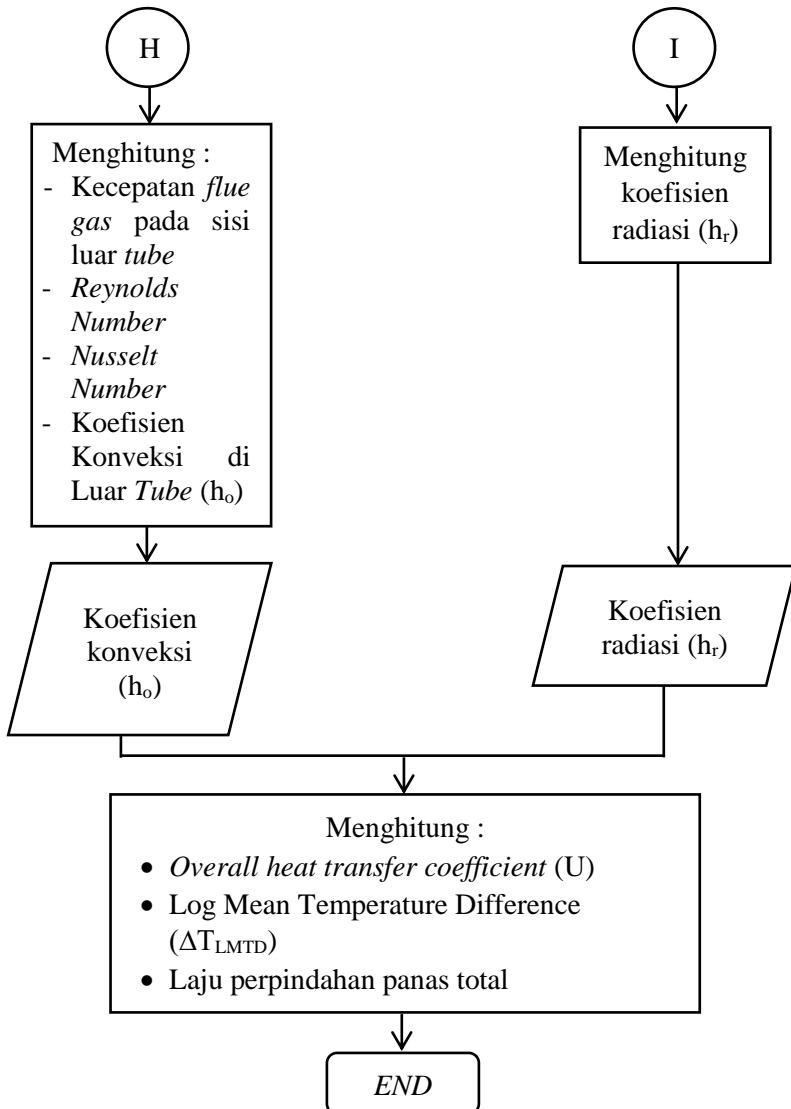 H
Menghitung :
- Kecepatan flue
gas pada sisi
luar tube
- Reynolds
Number
- Nusselt
Number
- Koefisien
Konveksi di
Luar Tube (hₒ)
Koefisien
konveksi
(hₒ)
I
Menghitung
koefisien
radiasi (hᵣ)
Koefisien
radiasi (hᵣ)
Menghitung :
• Overall heat transfer coefficient (U)
• Log Mean Temperature Difference
(ΔT_LMTD)
• Laju perpindahan panas total
END